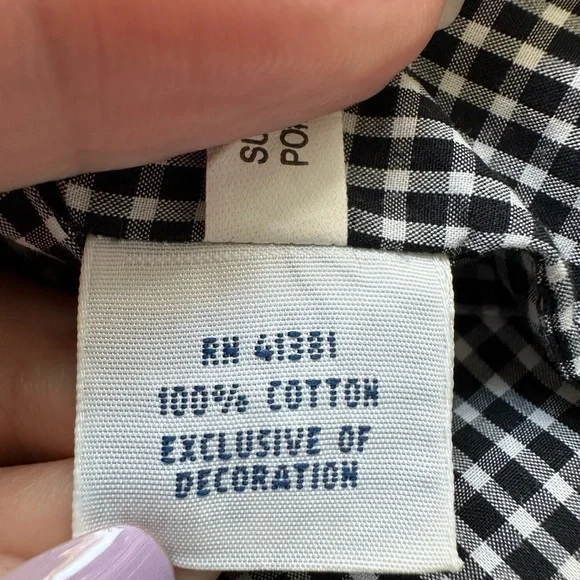 RN 41381
100% COTTON
EXCLUSIVE OF
DECORATION